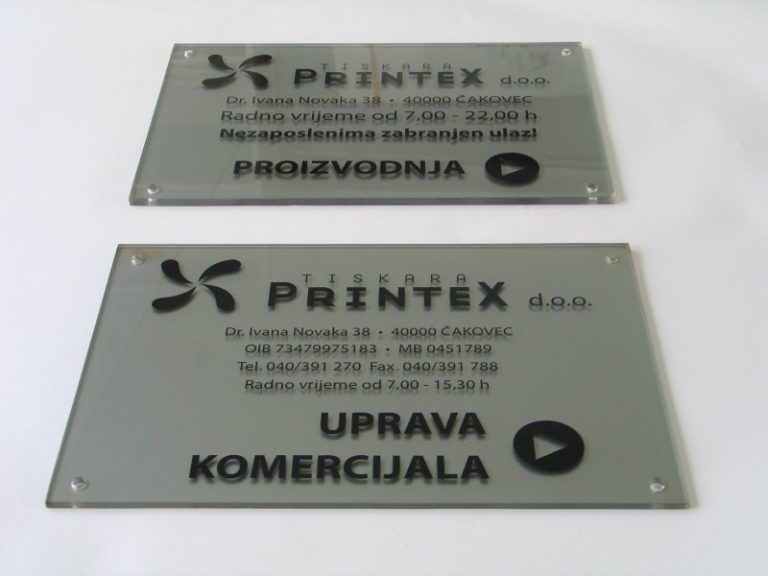 TISKARA
PRINTEX d.o.o.
Dr. Ivana Novaka 38 • 40000 ČAKOVEC
Radno vrijeme od 7,00 - 22,00 h
Nezaposlenima zabranjen ulaz!
PROIZVODNJA
TISKARA
PRINTEX d.o.o.
Dr. Ivana Novaka 38 • 40000 ČAKOVEC
OIB 73479975183 • MB 0451789
Tel. 040/391 270 Fax. 040/391 788
Radno vrijeme od 7,00 - 15,30 h
UPRAVA
KOMERCIJALA